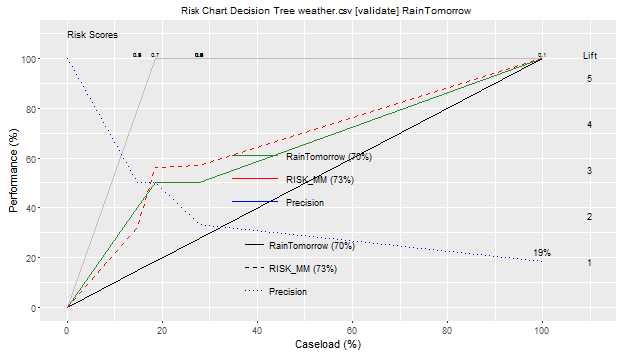 Risk Chart Decision Tree weather.csv [validate] RainTomorrow
Risk Scores
0.7
0.1
Lift
100
80
60
40
20
0
5
4
3
2
1
RainTomorrow (70%)
RISK_MM (73%)
Precision
RainTomorrow (70%)
RISK_MM (73%)
Precision
19%
0 20 40 60 80 100
Performance (%)
Caseload (%)